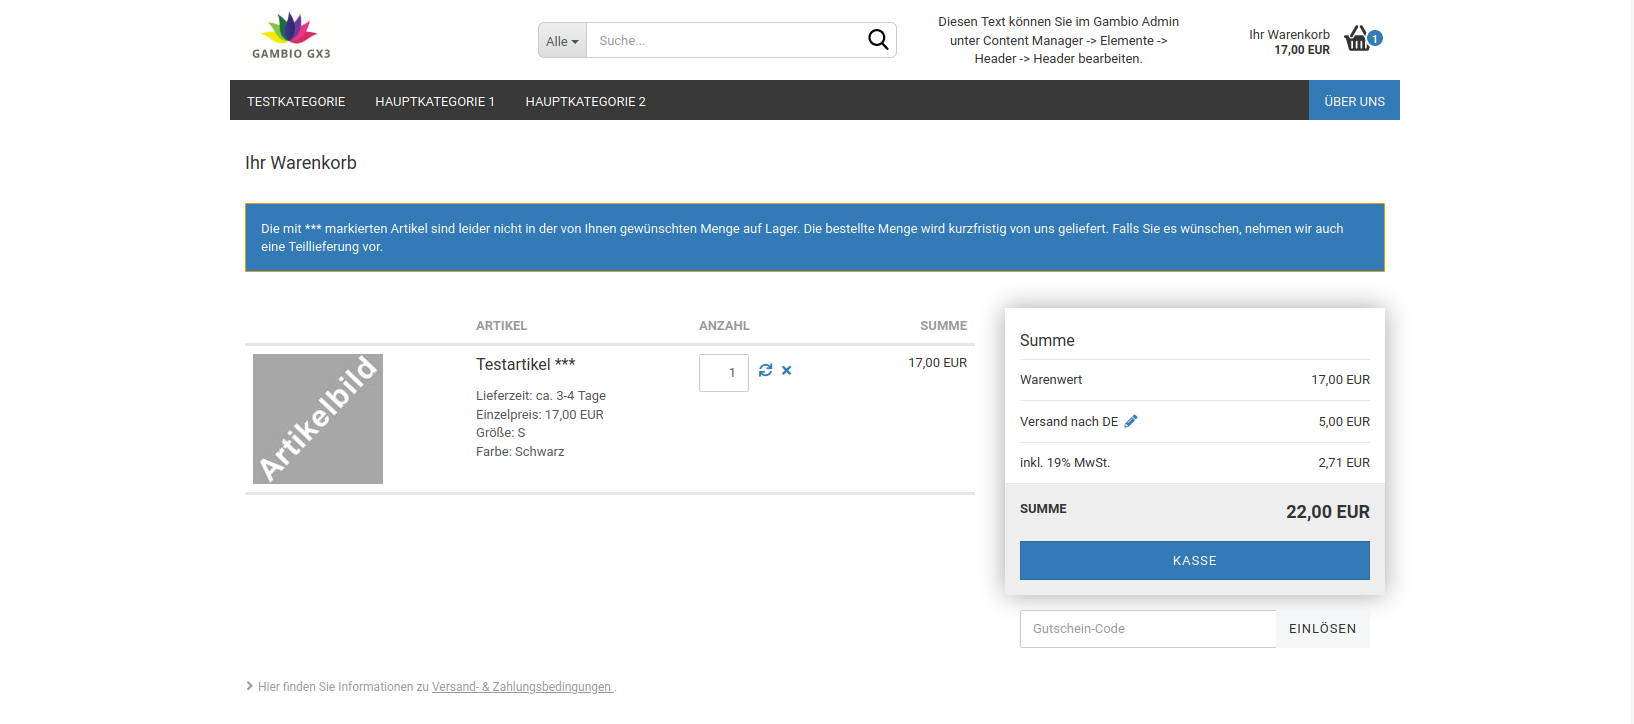 GAMBIO GX3
Alle
Suche...
Diesen Text können Sie im Gambio Admin
unter Content Manager -> Elemente ->
Header -> Header bearbeiten.
Ihr Warenkorb
17,00 EUR
1
TESTKATEGORIE HAUPTKATEGORIE 1 HAUPTKATEGORIE 2 ÜBER UNS
Ihr Warenkorb
Die mit *** markierten Artikel sind leider nicht in der von Ihnen gewünschten Menge auf Lager. Die bestellte Menge wird kurzfristig von uns geliefert. Falls Sie es wünschen, nehmen wir auch
eine Teillieferung vor.
ARTIKEL ANZAHL SUMME
Artikelbild
Testartikel *** 1 17,00 EUR
Lieferzeit: ca. 3-4 Tage
Einzelpreis: 17,00 EUR
Größe: S
Farbe: Schwarz
Summe
Warenwert 17,00 EUR
Versand nach DE 5,00 EUR
inkl. 19% MwSt. 2,71 EUR
SUMME 22,00 EUR
KASSE
Gutschein-Code EINLÖSEN
Hier finden Sie Informationen zu Versand- & Zahlungsbedingungen .